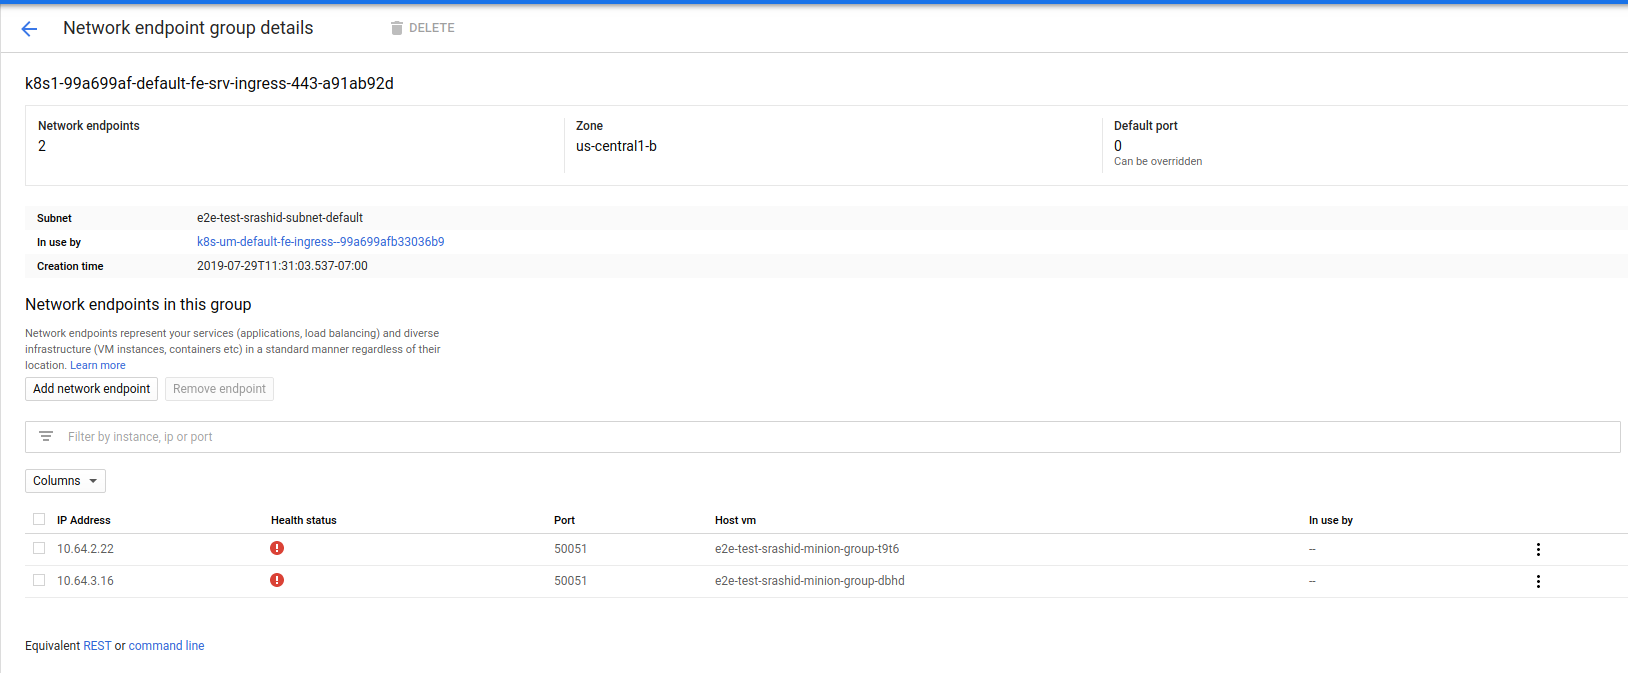 Network endpoint group details
DELETE
k8s1-99a699af-default-fe-srv-ingress-443-a91ab92d
Network endpoints
2
Zone
us-central1-b
Default port
0
Can be overridden
Subnet e2e-test-srashid-subnet-default
In use by k8s-um-default-fe-ingress--99a699afb33036b9
Creation time 2019-07-29T11:31:03.537-07:00
Network endpoints in this group
Network endpoints represent your services (applications, load balancing) and diverse
infrastructure (VM instances, containers etc) in a standard manner regardless of their
location. Learn more
Add network endpoint Remove endpoint
Filter by instance, ip or port
Columns
IP Address Health status Port Host vm In use by
10.64.2.22 50051 e2e-test-srashid-minion-group-t9t6 --
10.64.3.16 50051 e2e-test-srashid-minion-group-dbhd --
Equivalent REST or command line